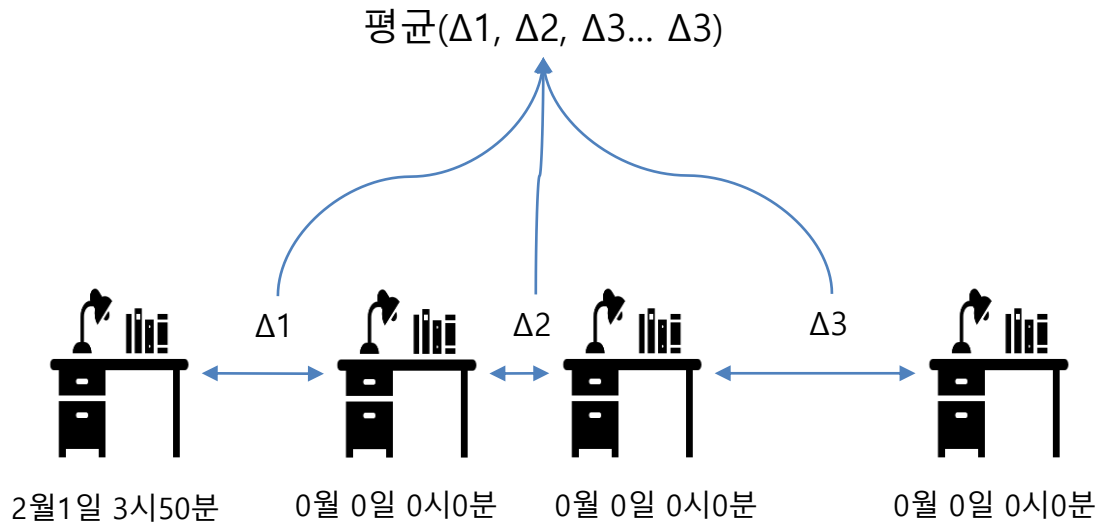 평균(Δ1, Δ2, Δ3... Δ3)
Δ1
Δ2
Δ3
2월1일 3시50분
0월 0일 0시0분
0월 0일 0시0분
0월 0일 0시0분